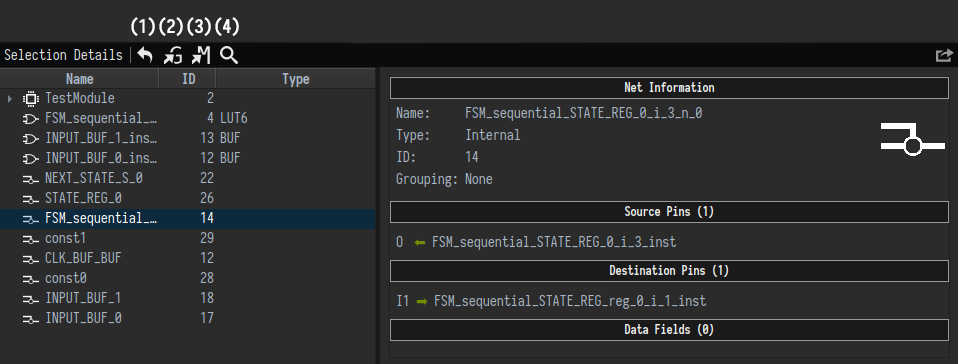 (1)(2)(3)(4)
Selection Details
Name ID Type
TestModule 2
FSM_sequential_... 4 LUT6
INPUT_BUF_1_ins... 13 BUF
INPUT_BUF_0_ins... 12 BUF
NEXT_STATE_S_0 22
STATE_REG_0 26
FSM_sequential_... 14
const1 29
CLK_BUF_BUF 12
const0 28
INPUT_BUF_1 18
INPUT_BUF_0 17
Net Information
Name: FSM_sequential_STATE_REG_0_i_3_n_0
Type: Internal
ID: 14
Grouping: None
Source Pins (1)
O ← FSM_sequential_STATE_REG_0_i_3_inst
Destination Pins (1)
I1 → FSM_sequential_STATE_REG_reg_0_i_1_inst
Data Fields (0)